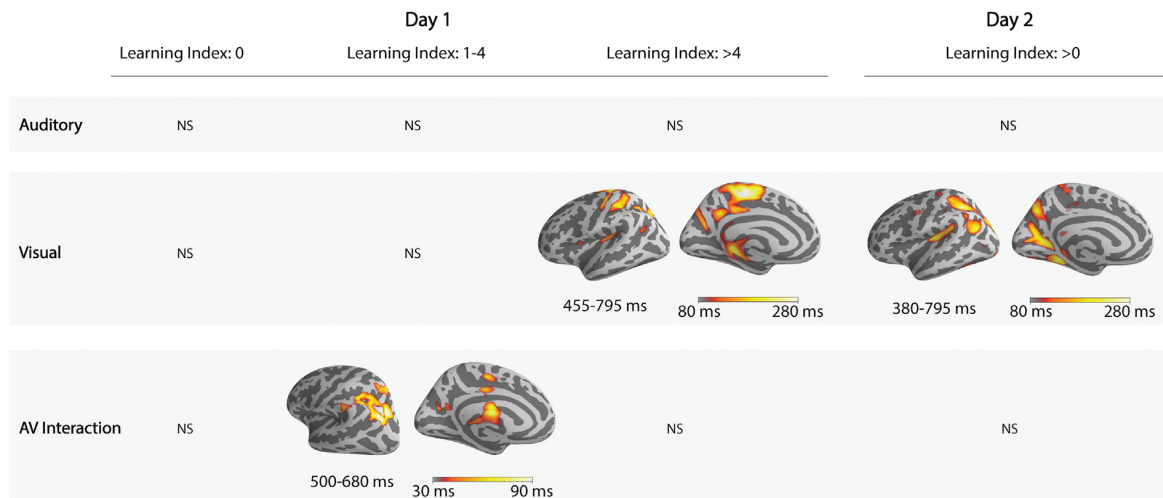 Day 1 Day 2
Learning Index: 0 Learning Index: 1-4 Learning Index: >4 Learning Index: >0
Auditory NS NS NS NS
Visual NS NS
455-795 ms 80 ms 280 ms 380-795 ms 80 ms 280 ms
AV Interaction NS NS NS
500-680 ms 30 ms 90 ms